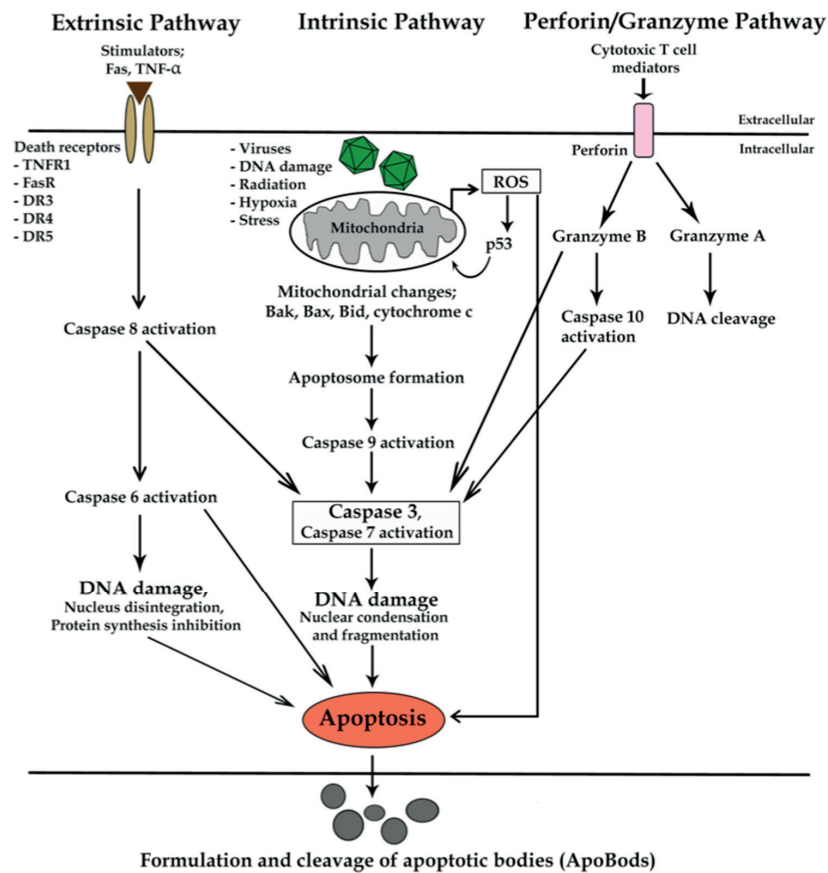 Extrinsic Pathway
Stimulators;
Fas, TNF-α
Death receptors
- TNFR1
- FasR
- DR3
- DR4
- DR5
Caspase 8 activation
Caspase 6 activation
DNA damage,
Nucleus disintegration,
Protein synthesis inhibition
Intrinsic Pathway
- Viruses
- DNA damage
- Radiation
- Hypoxia
- Stress
Mitochondria
ROS
p53
Mitochondrial changes;
Bak, Bax, Bid, cytochrome c
Apoptosome formation
Caspase 9 activation
Caspase 3,
Caspase 7 activation
DNA damage
Nuclear condensation
and fragmentation
Apoptosis
Perforin/Granzyme Pathway
Cytotoxic T cell
mediators
Extracellular
Intracellular
Perforin
Granzyme B
Granzyme A
Caspase 10
activation
DNA cleavage
Formulation and cleavage of apoptotic bodies (ApoBods)